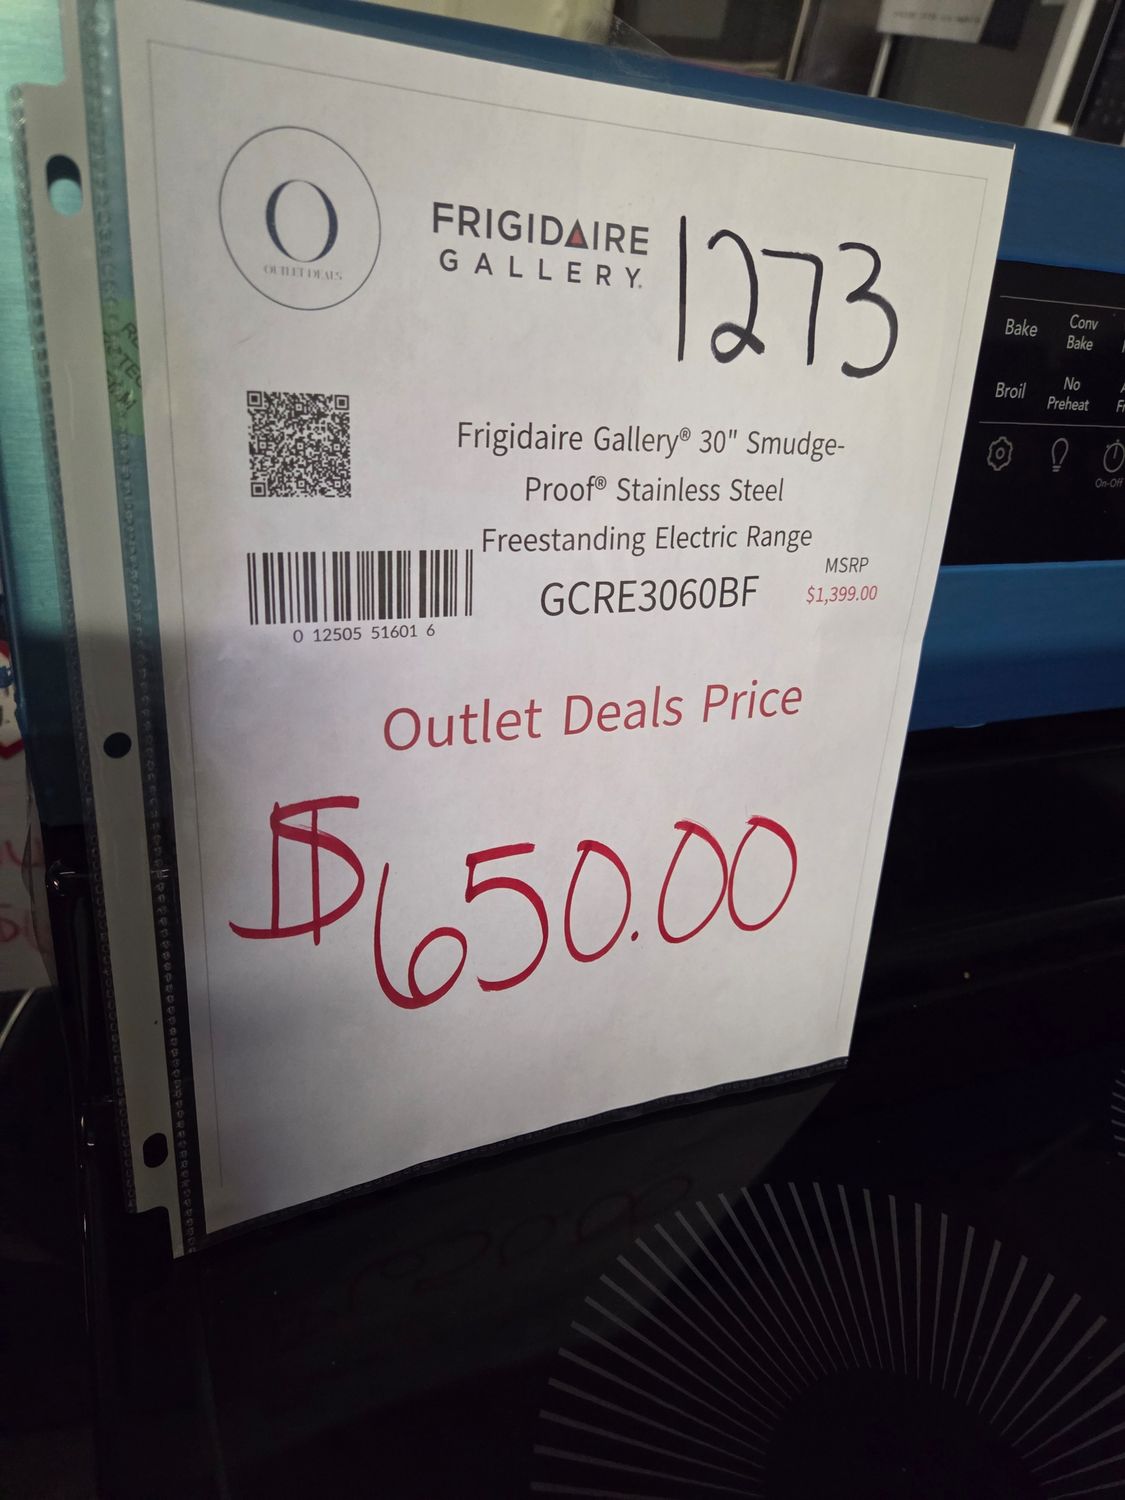 O
OUTLET DEALS
FRIGIDAIRE
GALLERY.
1273
Frigidaire Gallery® 30" Smudge-
Proof® Stainless Steel
Freestanding Electric Range
GCRE3060BF
MSRP
$1,399.00
0 12505 51601 6
Outlet Deals Price
$650.00
Bake
Conv
Bake
Broil
No
Preheat
On-Off